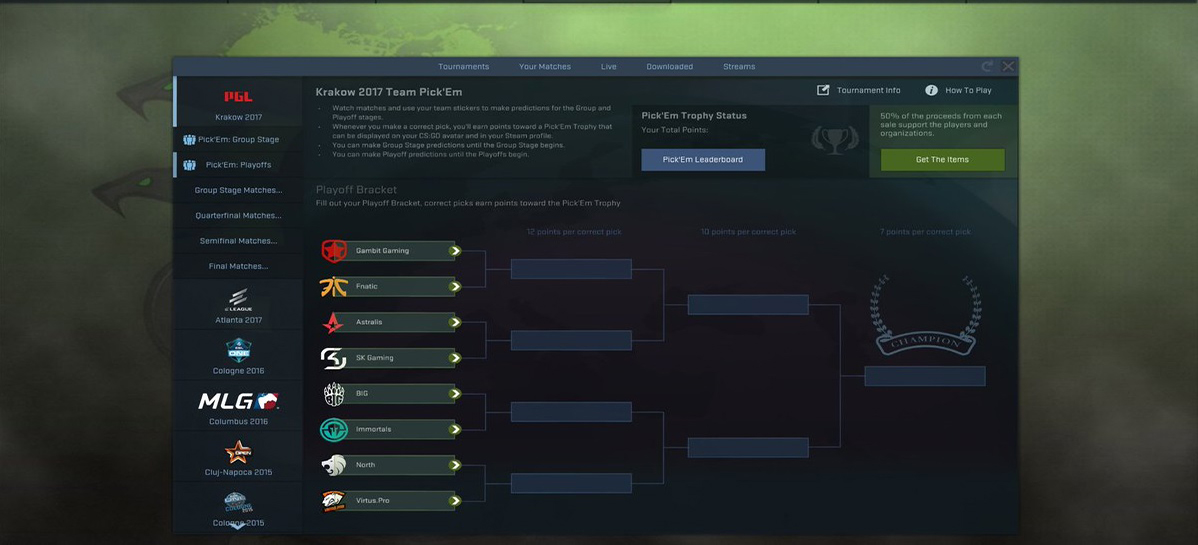 Tournaments Your Matches Live Downloaded Streams
PGL
Krakow 2017
Pick'Em: Group Stage
Pick'Em: Playoffs
Group Stage Matches...
Quarterfinal Matches...
Semifinal Matches...
Final Matches...
ELEAGUE
Atlanta 2017
ESL
ONE
Cologne 2016
MLG
Columbus 2016
OPEN
Cluj-Napoca 2015
ONE
COLOGNE
Cologne 2015
Krakow 2017 Team Pick'Em
Tournament Info
How To Play
· Watch matches and use your team stickers to make predictions for the Group and
Playoff stages.
· Whenever you make a correct pick, you'll earn points toward a Pick'Em Trophy that
can be displayed on your CS:GO avatar and in your Steam profile.
· You can make Group Stage predictions until the Group Stage begins.
· You can make Playoff predictions until the Playoffs begin.
Pick'Em Trophy Status
Your Total Points:
Pick'Em Leaderboard
50% of the proceeds from each
sale support the players and
organizations.
Get The Items
Playoff Bracket
Fill out your Playoff Bracket, correct picks earn points toward the Pick'Em Trophy
12 points per correct pick
10 points per correct pick
7 points per correct pick
Gambit Gaming
Fnatic
Astralis
SK Gaming
BIG
Immortals
North
Virtus.Pro
CHAMPION